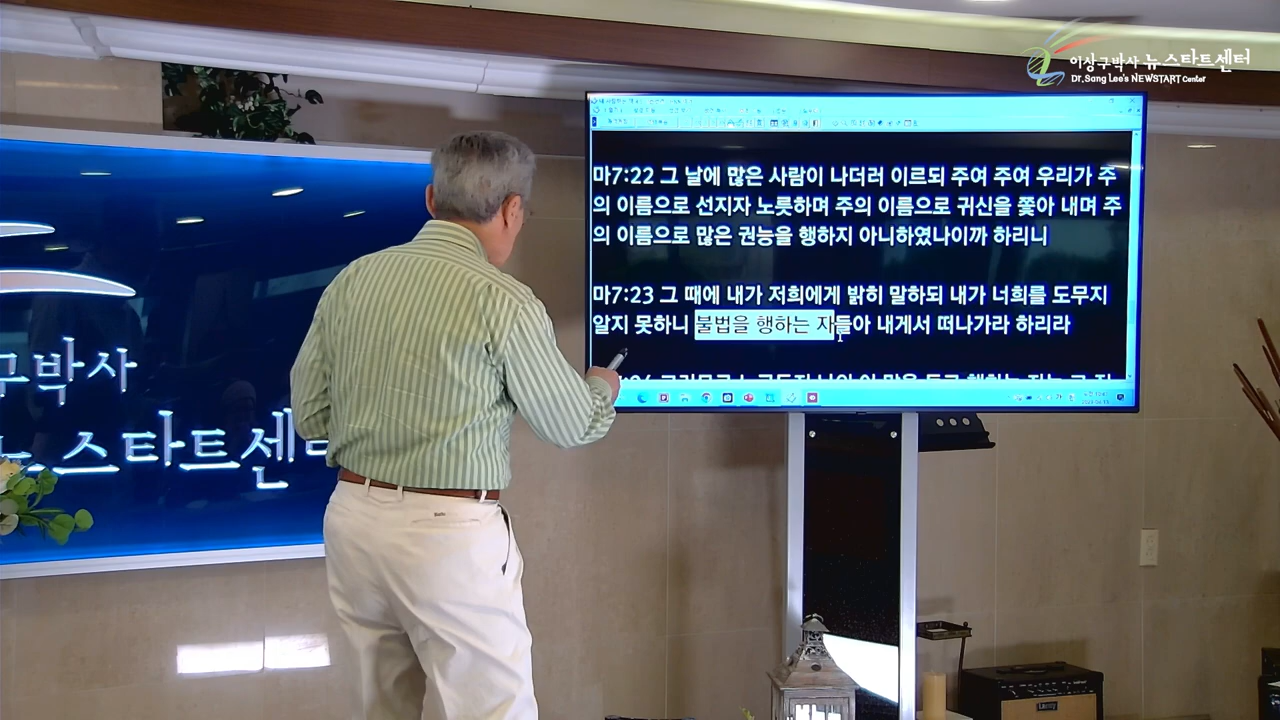 이상구박사 뉴스타트센터
Dr.Sang Lee's NEWSTART Center
마7:22 그 날에 많은 사람이 나더러 이르되 주여 주여 우리가 주
의 이름으로 선지자 노릇하며 주의 이름으로 귀신을 쫓아 내며 주
의 이름으로 많은 권능을 행하지 아니하였나이까 하리니
마7:23 그 때에 내가 저희에게 밝히 말하되 내가 너희를 도무지
알지 못하니 불법을 행하는 자들아 내게서 떠나가라 하리라
구박사
뉴스타트센터
Laney